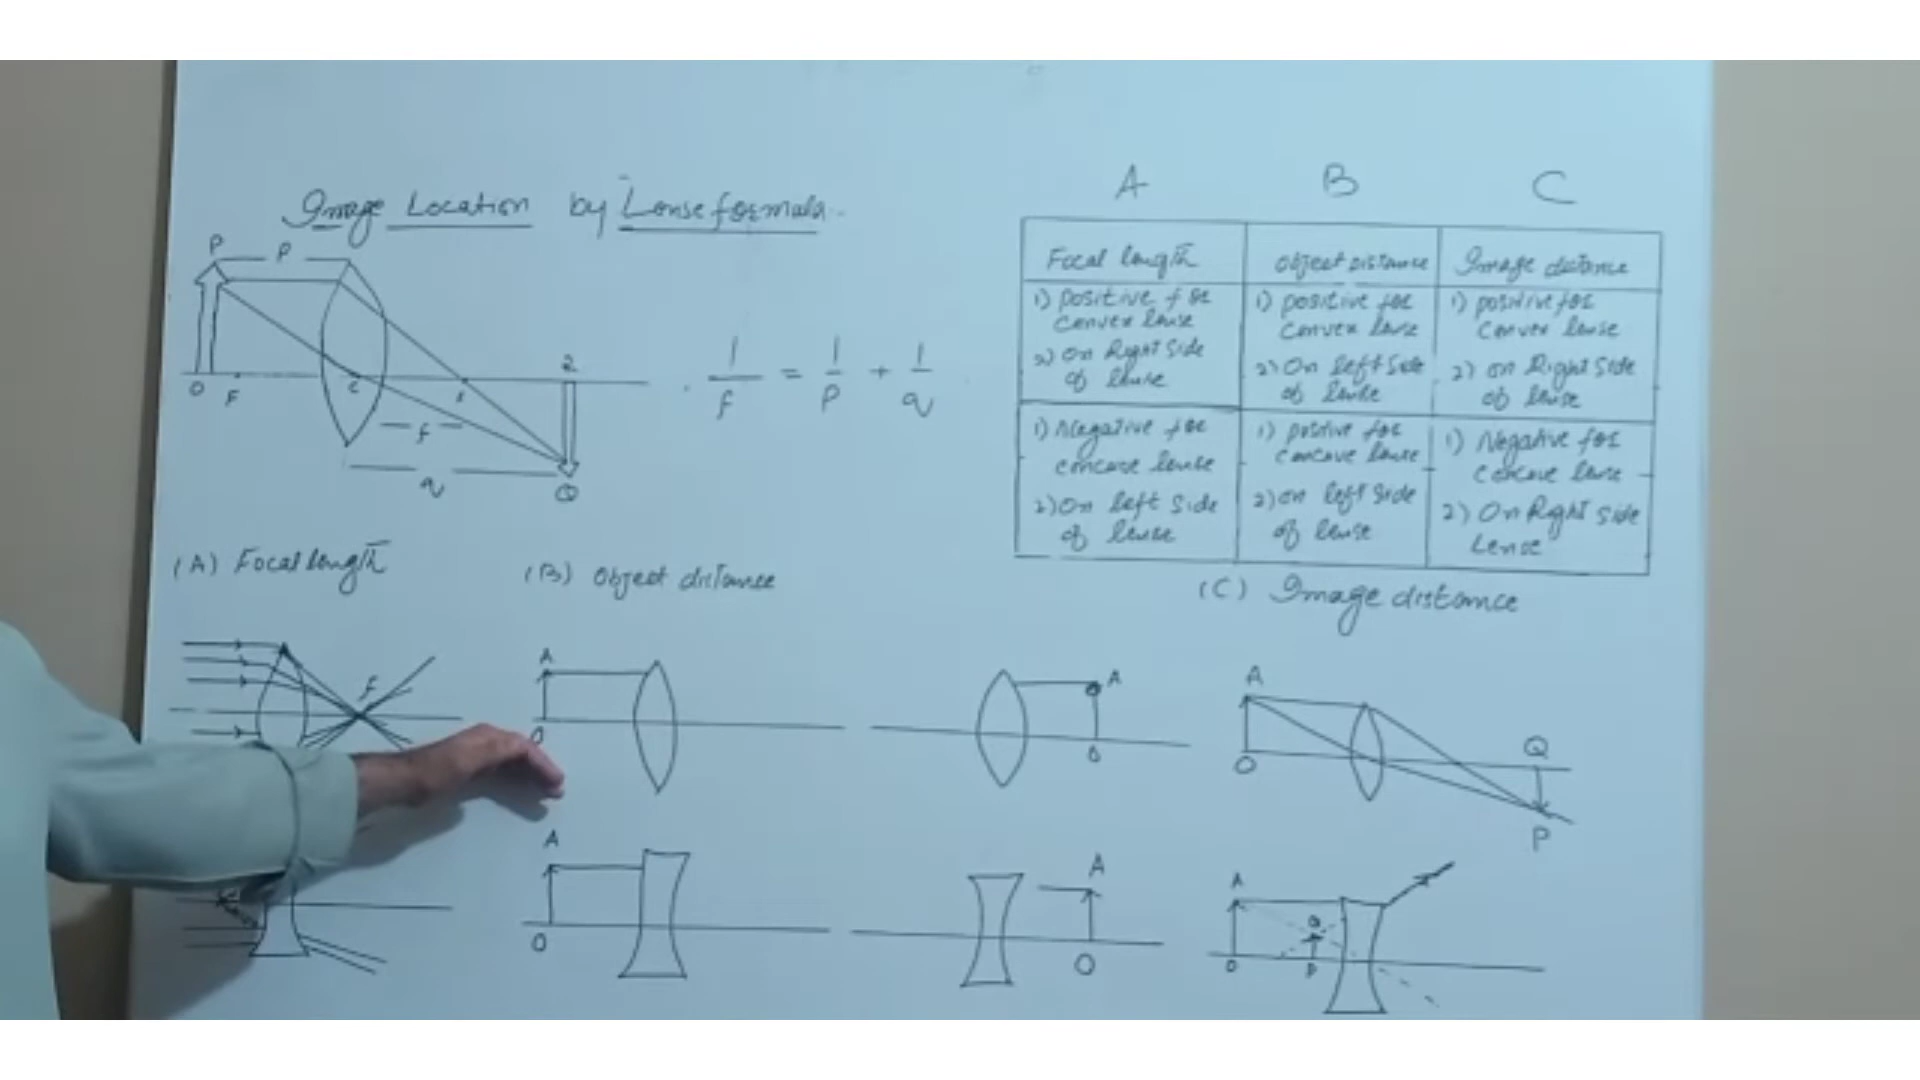 Image Location by Lense formula.
P
P
O
F
C
f
2
q
Q
1/f = 1/p + 1/q
A B C
Focal length
object distance
Image distance
1) positive for
convex lense
2) On Right side
of lense
1) positive for
convex lense
2) On left side
of lense
1) positive for
convex lense
2) on Right side
of lense
1) Negative for
concave lense
2) On left side
of lense
1) positive for
concave lense
2) on left side
of lense
1) Negative for
concave lense
2) On Right side
Lense
(A) Focal length
(B) object distance
(C) Image distance
f
A
O
A
O
A
O
Q
P
A
O
A
O
A
O